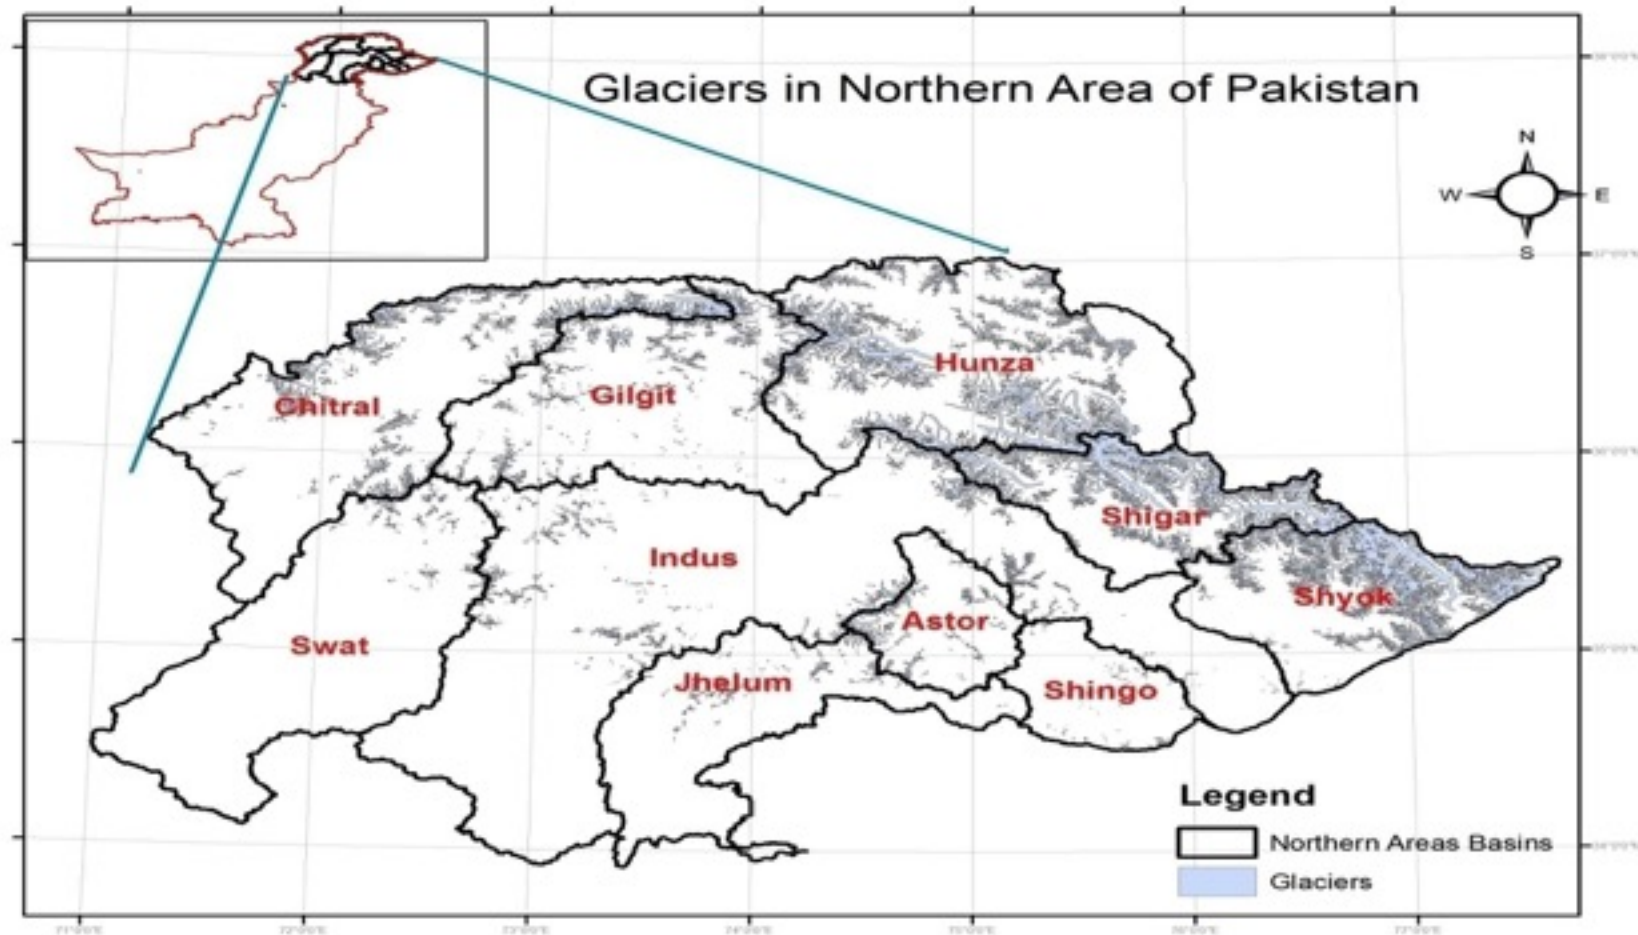 Glaciers in Northern Area of Pakistan
N
W
E
S
Hunza
Gilgit
Chitral
Shigar
Indus
Shyok
Astor
Swat
Jhelum
Shingo
Legend
Northern Areas Basins
Glaciers